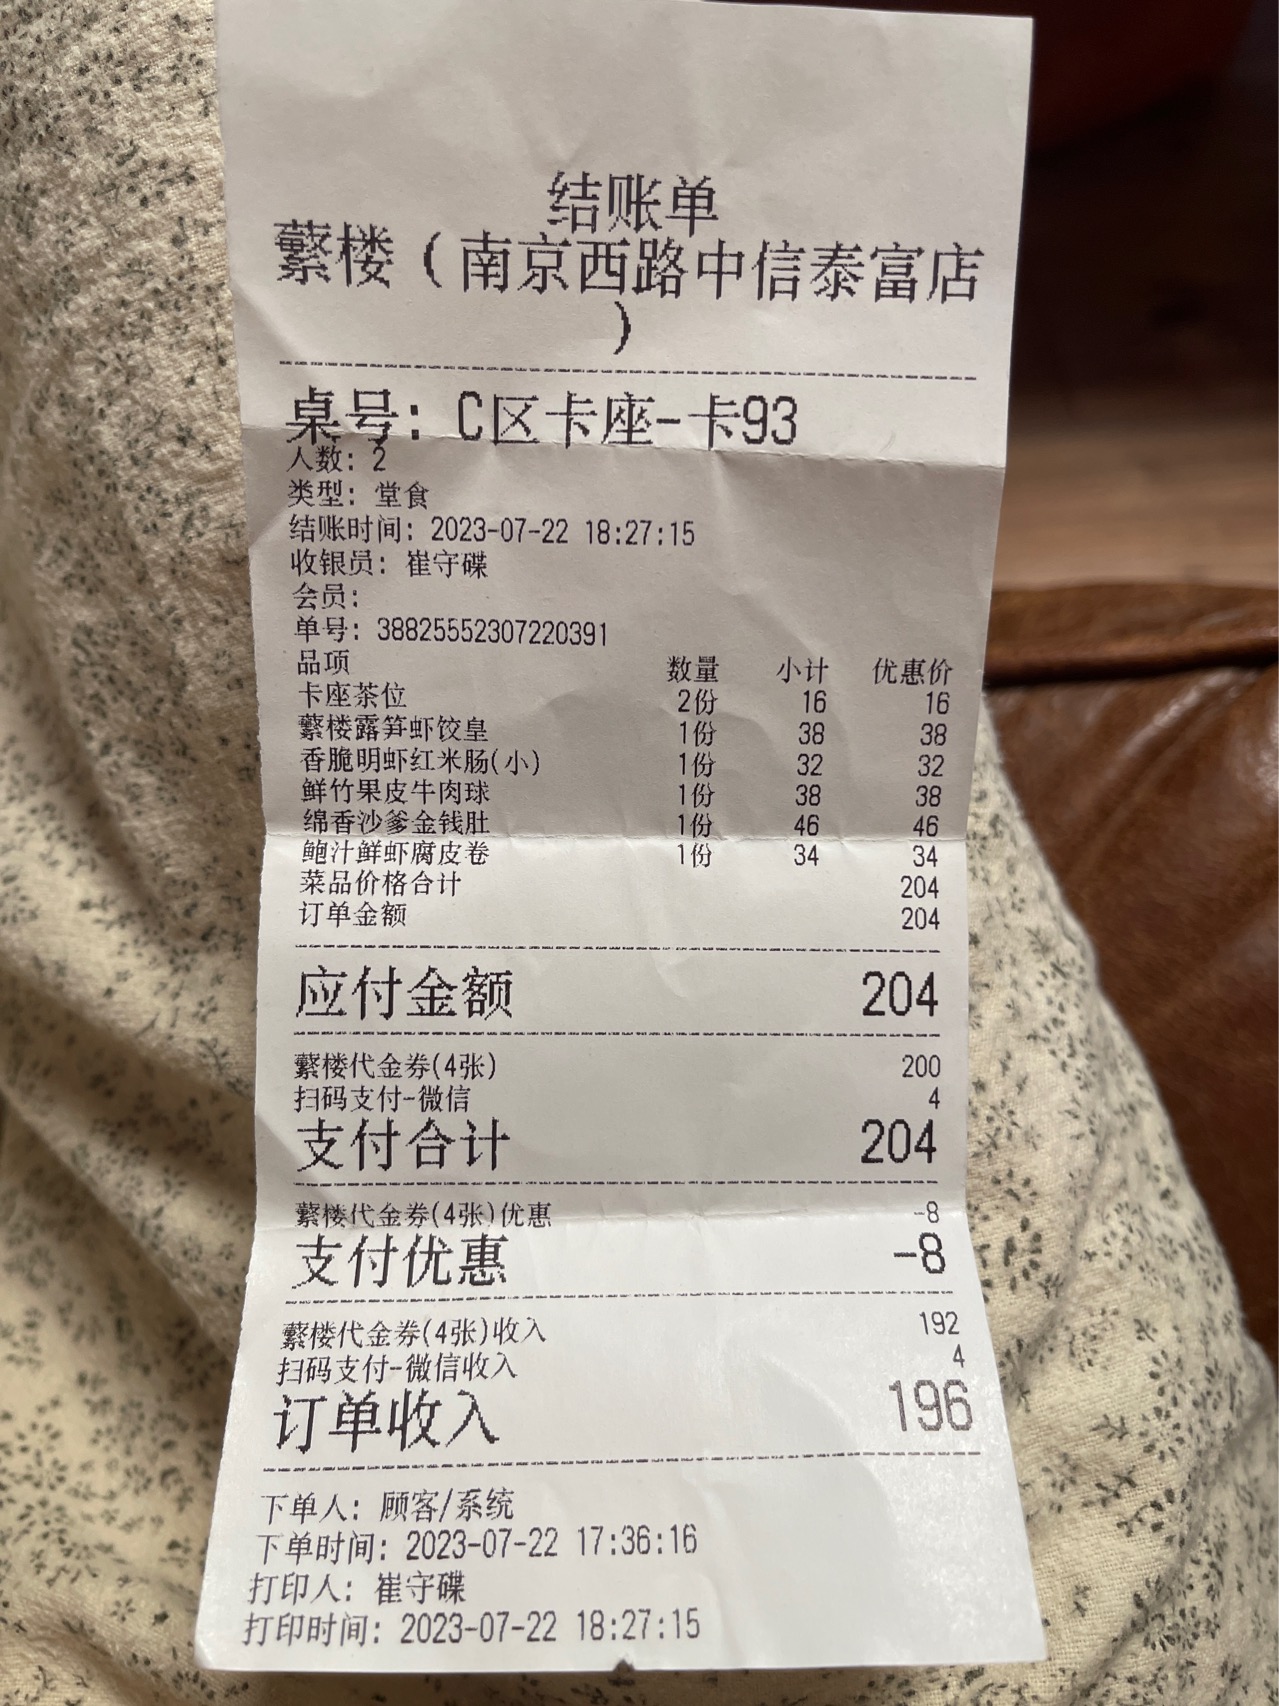 结账单
蘩楼（南京西路中信泰富店
）
桌号: C区卡座-卡93
人数: 2
类型: 堂食
结账时间: 2023-07-22 18:27:15
收银员: 崔守碟
会员:
单号: 38825552307220391
品项 数量 小计 优惠价
卡座茶位 2份 16 16
蘩楼露笋虾饺皇 1份 38 38
香脆明虾红米肠(小) 1份 32 32
鲜竹果皮牛肉球 1份 38 38
绵香沙爹金钱肚 1份 46 46
鲍汁鲜虾腐皮卷 1份 34 34
菜品价格合计 204
订单金额 204
应付金额 204
蘩楼代金券(4张) 200
扫码支付-微信 4
支付合计 204
蘩楼代金券(4张)优惠 -8
支付优惠 -8
蘩楼代金券(4张)收入 192
扫码支付-微信收入 4
订单收入 196
下单人: 顾客/系统
下单时间: 2023-07-22 17:36:16
打印人: 崔守碟
打印时间: 2023-07-22 18:27:15